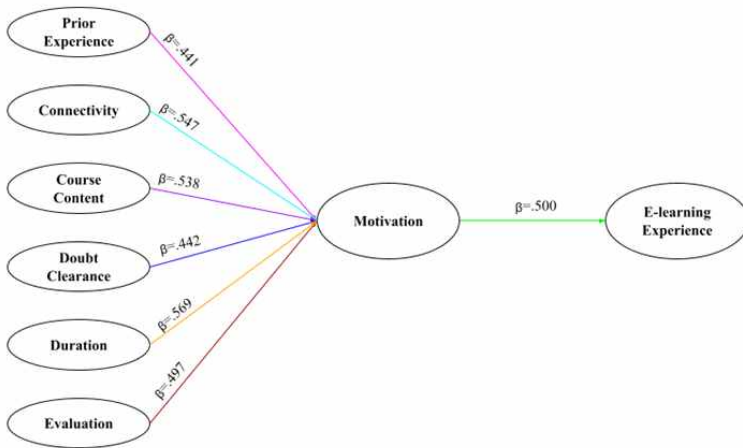 Prior
Experience
β=.441
Connectivity
β=.547
Course
Content
β=.538
Doubt
Clearance
β=.442
Duration
β=.569
Evaluation
β=.497
Motivation
β=.500
E-learning
Experience